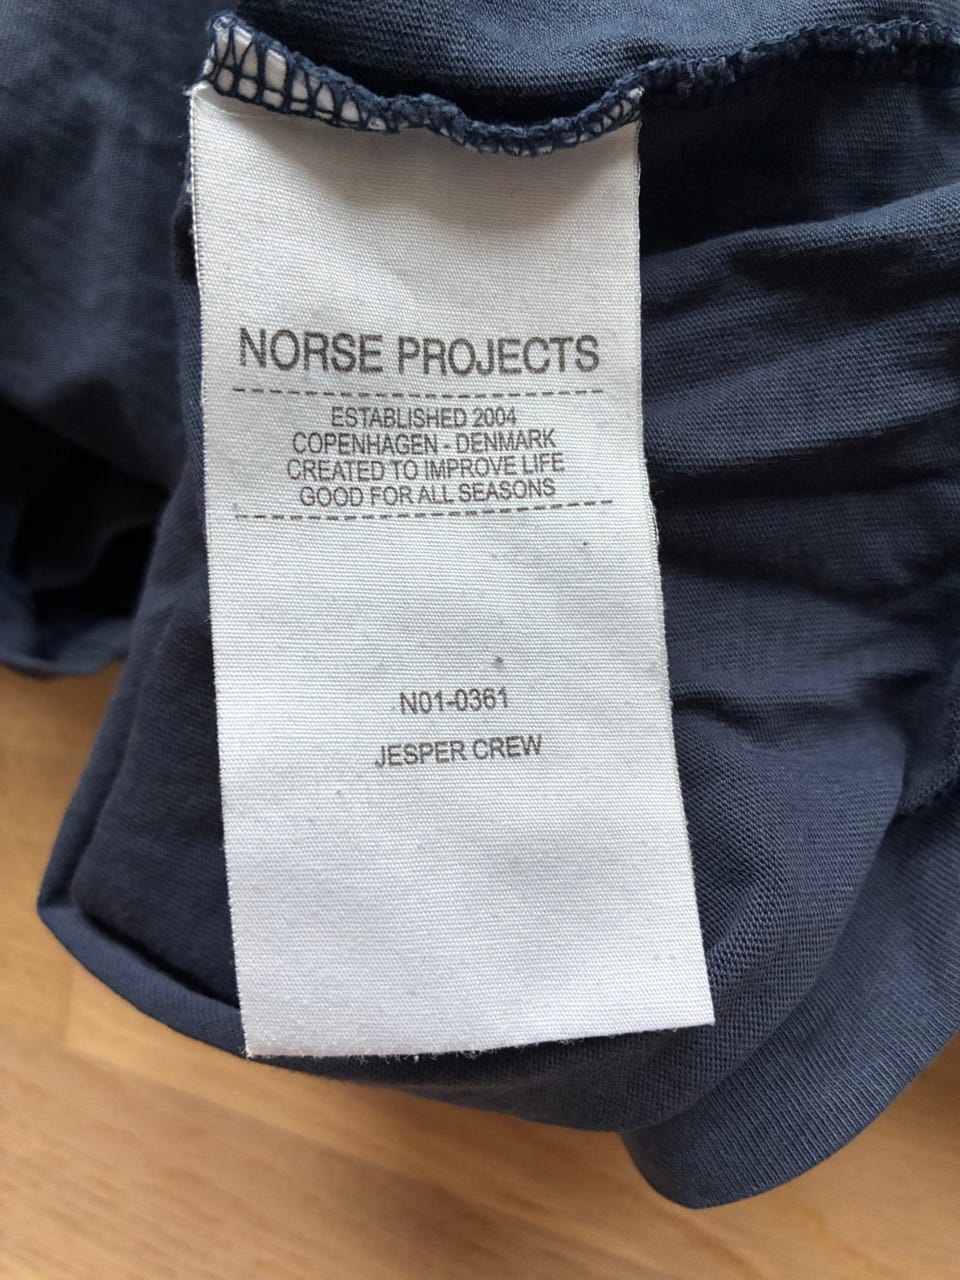 NORSE PROJECTS
ESTABLISHED 2004
COPENHAGEN - DENMARK
CREATED TO IMPROVE LIFE
GOOD FOR ALL SEASONS
N01-0361
JESPER CREW